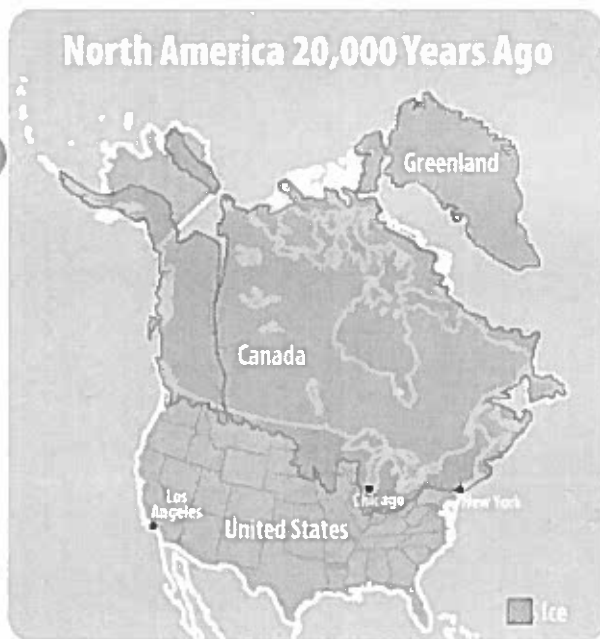 North America 20,000 Years Ago
Greenland
Canada
Chicago
New York
Los
Angeles
United States
Ice